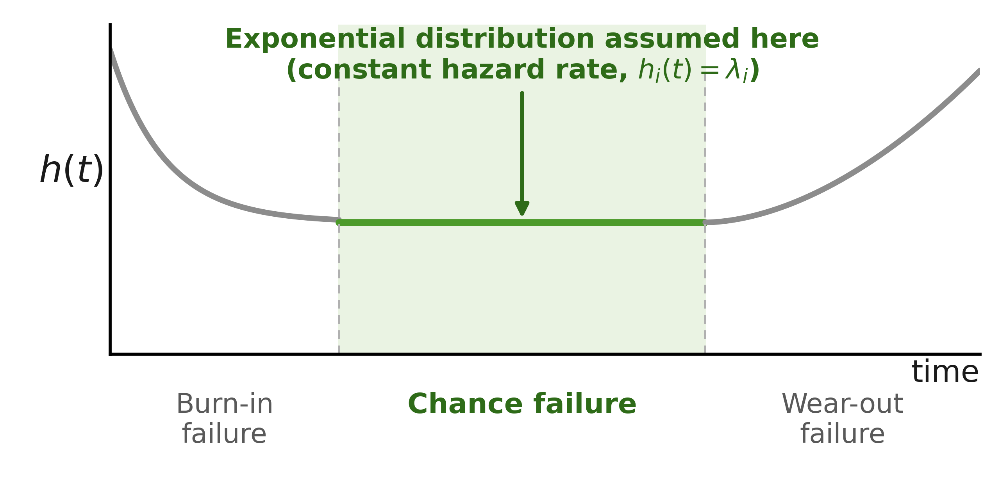 Exponential distribution assumed here
(constant hazard rate, hᵢ(t) = λᵢ)
h(t)
time
Burn-in
failure
Chance failure
Wear-out
failure